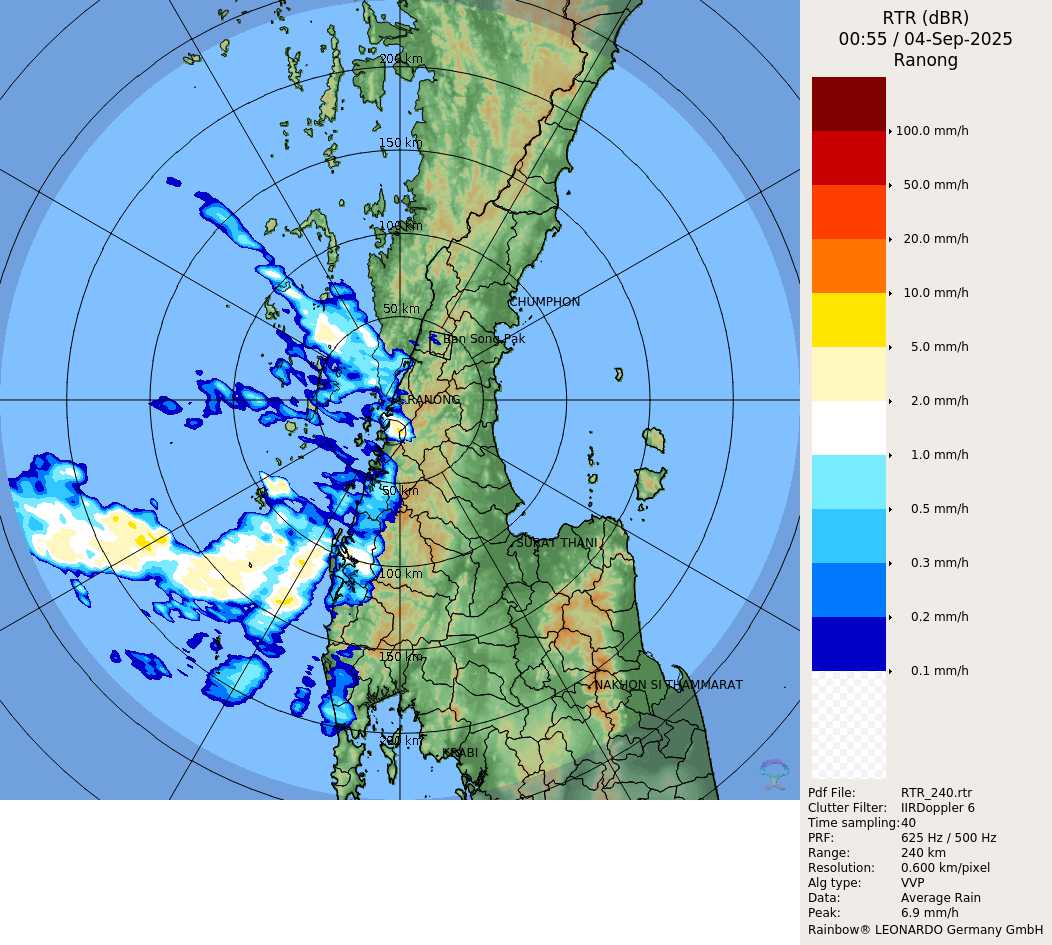 RTR (dBR)
00:55 / 04-Sep-2025
Ranong
100.0 mm/h
50.0 mm/h
20.0 mm/h
10.0 mm/h
5.0 mm/h
2.0 mm/h
1.0 mm/h
0.5 mm/h
0.3 mm/h
0.2 mm/h
0.1 mm/h
200 km
150 km
100 km
50 km
CHUMPHON
Ban Song Pak
RANONG
50 km
SURAT THANI
100 km
150 km
NAKHON SI THAMMARAT
200 km
KRABI
Pdf File: RTR_240.rtr
Clutter Filter: IIRDoppler 6
Time sampling: 40
PRF: 625 Hz / 500 Hz
Range: 240 km
Resolution: 0.600 km/pixel
Alg type: VVP
Data: Average Rain
Peak: 6.9 mm/h
Rainbow® LEONARDO Germany GmbH